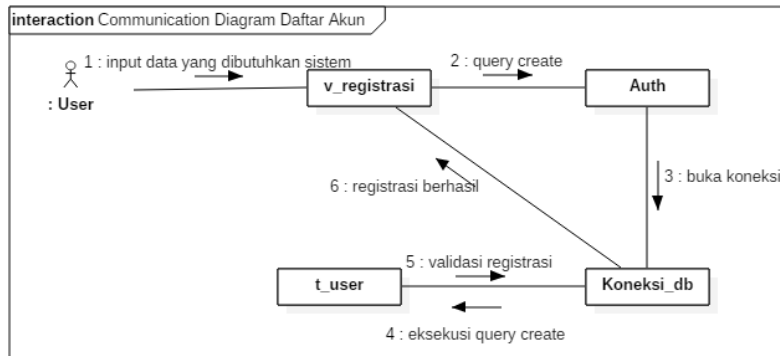 interaction Communication Diagram Daftar Akun
1 : input data yang dibutuhkan sistem
2 : query create
: User
v_registrasi
Auth
3 : buka koneksi
6 : registrasi berhasil
5 : validasi registrasi
t_user
Koneksi_db
4 : eksekusi query create